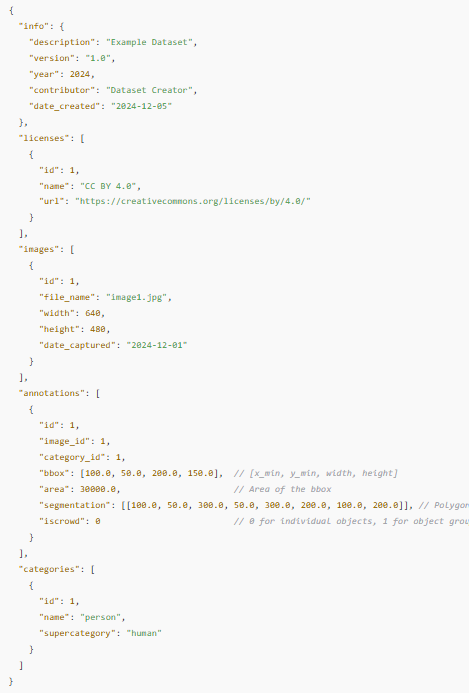 {
  "info": {
    "description": "Example Dataset",
    "version": "1.0",
    "year": 2024,
    "contributor": "Dataset Creator",
    "date_created": "2024-12-05"
  },
  "licenses": [
    {
      "id": 1,
      "name": "CC BY 4.0",
      "url": "https://creativecommons.org/licenses/by/4.0/"
    }
  ],
  "images": [
    {
      "id": 1,
      "file_name": "image1.jpg",
      "width": 640,
      "height": 480,
      "date_captured": "2024-12-01"
    }
  ],
  "annotations": [
    {
      "id": 1,
      "image_id": 1,
      "category_id": 1,
      "bbox": [100.0, 50.0, 200.0, 150.0],  // [x_min, y_min, width, height]
      "area": 30000.0,                      // Area of the bbox
      "segmentation": [[100.0, 50.0, 300.0, 50.0, 300.0, 200.0, 100.0, 200.0]], // Polygon
      "iscrowd": 0                          // 0 for individual objects, 1 for object
    }
  ],
  "categories": [
    {
      "id": 1,
      "name": "person",
      "supercategory": "human"
    }
  ]
}